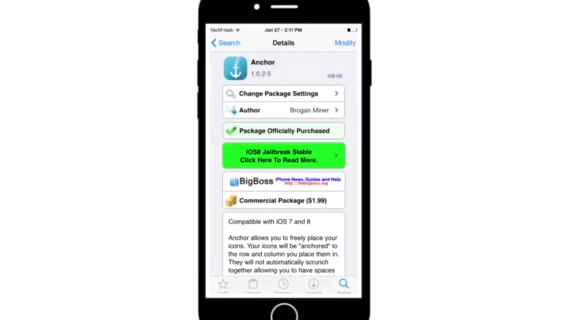 TechFreak
Jan 27 - 2:11 PM
Search
Details
Modify
Anchor
1.0.2-5
408 kB
Change Package Settings
Author
Brogan Miner
Package Officially Purchased
iOS8 Jailbreak Stable
Click Here To Read More.
BigBoss
iPhone News, Guides and Help
Commercial Package ($1.99)
Compatible with iOS 7 and 8
Anchor allows you to freely place your
icons. Your icons will be "anchored" to
the row and column you place them in.
They will not automatically scrunch
together allowing you to have spaces